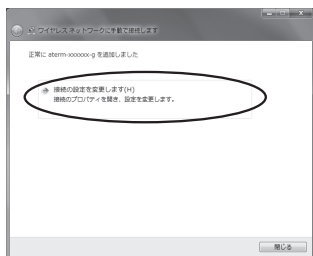 ワイヤレス ネットワークに手動で接続します
正常に aterm-xxxxxx-g を追加しました
接続の設定を変更します(H)
接続のプロパティを開き、設定を変更します。
閉じる